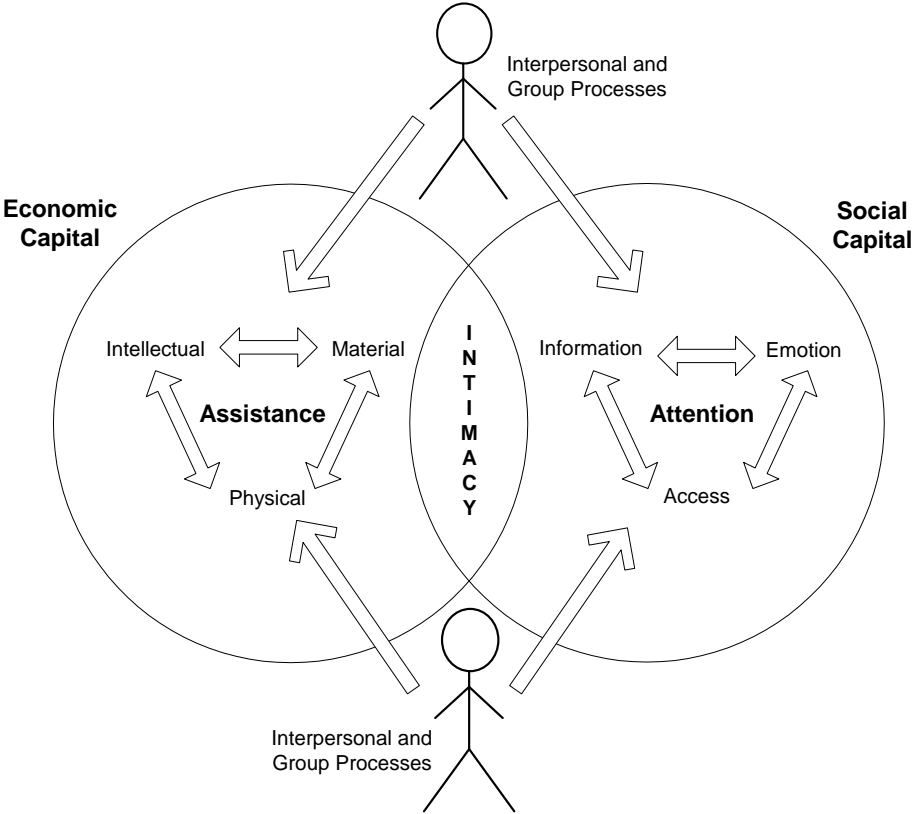 Interpersonal and
Group Processes
Economic
Capital
Social
Capital
Intellectual
Material
Assistance
Physical
I
N
T
I
M
A
C
Y
Information
Emotion
Attention
Access
Interpersonal and
Group Processes